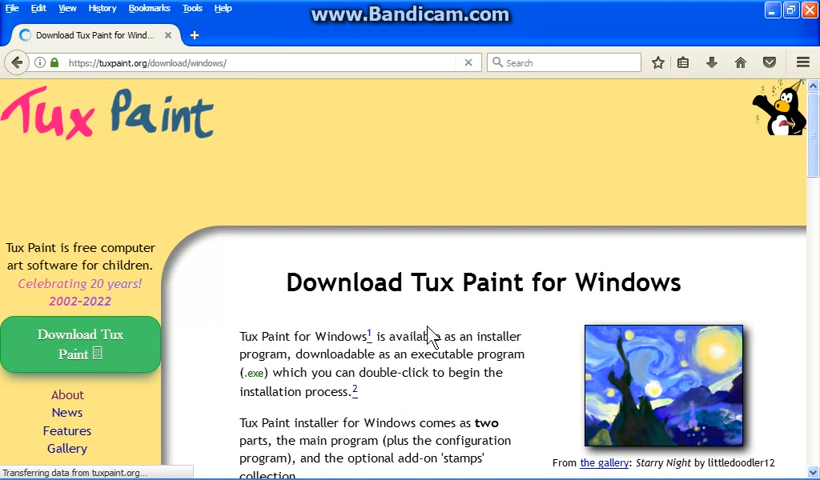 www.Bandicam.com
File Edit View History Bookmarks Tools Help
Download Tux Paint for Wind...
https://tuxpaint.org/download/windows/
Search
Tux Paint
Tux Paint is free computer
art software for children.
Celebrating 20 years!
2002-2022
Download Tux
Paint
About
News
Features
Gallery
Download Tux Paint for Windows
Tux Paint for Windows1 is available as an installer
program, downloadable as an executable program
(.exe) which you can double-click to begin the
installation process.2
Tux Paint installer for Windows comes as two
parts, the main program (plus the configuration
program), and the optional add-on 'stamps'
collection.
From the gallery: Starry Night by littledoodler12
Transferring data from tuxpaint.org...